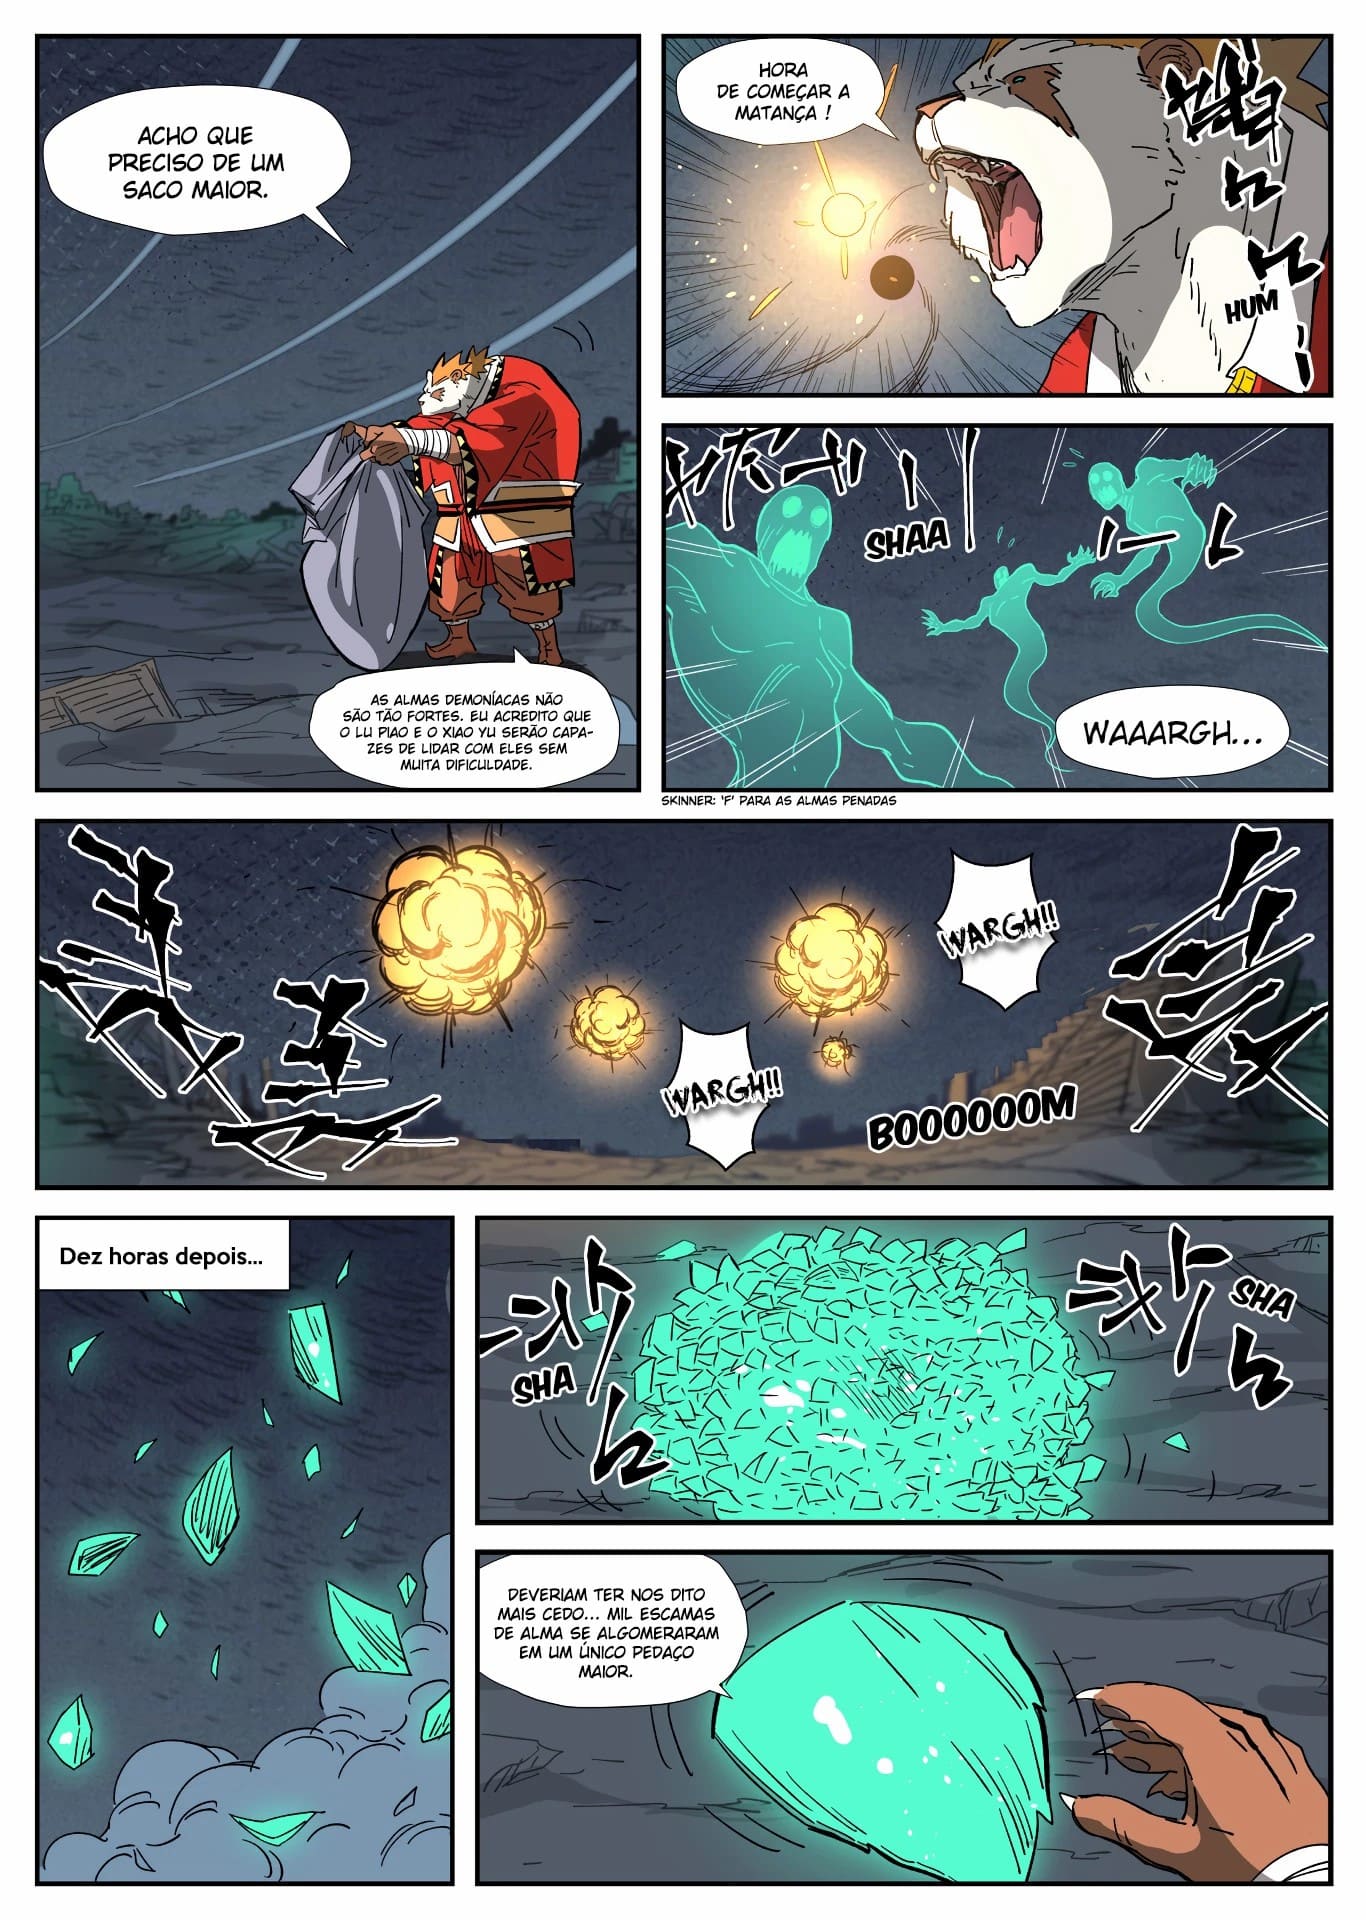 ACHO QUE
PRECISO DE UM
SACO MAIOR.
AS ALMAS DEMONÍACAS NÃO
SÃO TÃO FORTES. EU ACREDITO QUE
O LU PIAO E O XIAO YU SERÃO CAPA-
ZES DE LIDAR COM ELES SEM
MUITA DIFICULDADE.
HORA
DE COMEÇAR A
MATANÇA !
HUM
SHAA
WAAARGH...
SKINNER: 'F' PARA AS ALMAS PENADAS
WARGH!!
WARGH!!
BOOOOOOM
Dez horas depois...
SHA
SHA
DEVERIAM TER NOS DITO
MAIS CEDO... MIL ESCAMAS
DE ALMA SE ALGOMERARAM
EM UM ÚNICO PEDAÇO
MAIOR.